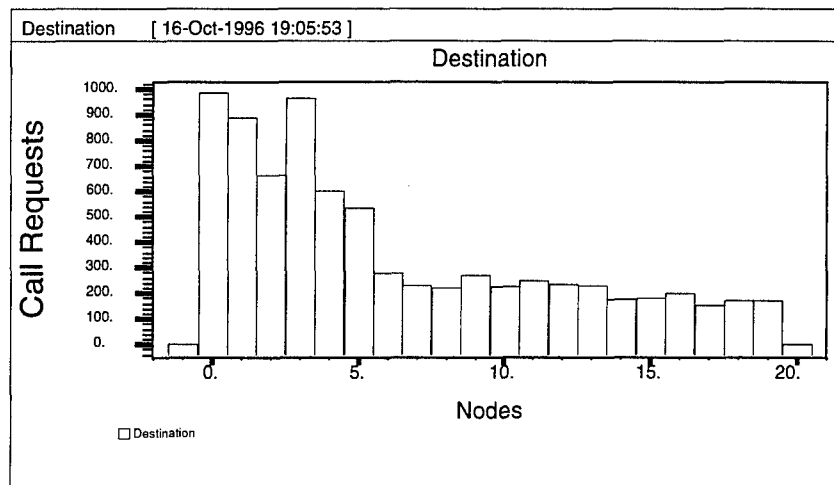 Destination [ 16-Oct-1996 19:05:53 ]
Destination
1000.
900.
800.
700.
600.
500.
400.
300.
200.
100.
0.
Call Requests
0. 5. 10. 15. 20.
Nodes
Destination